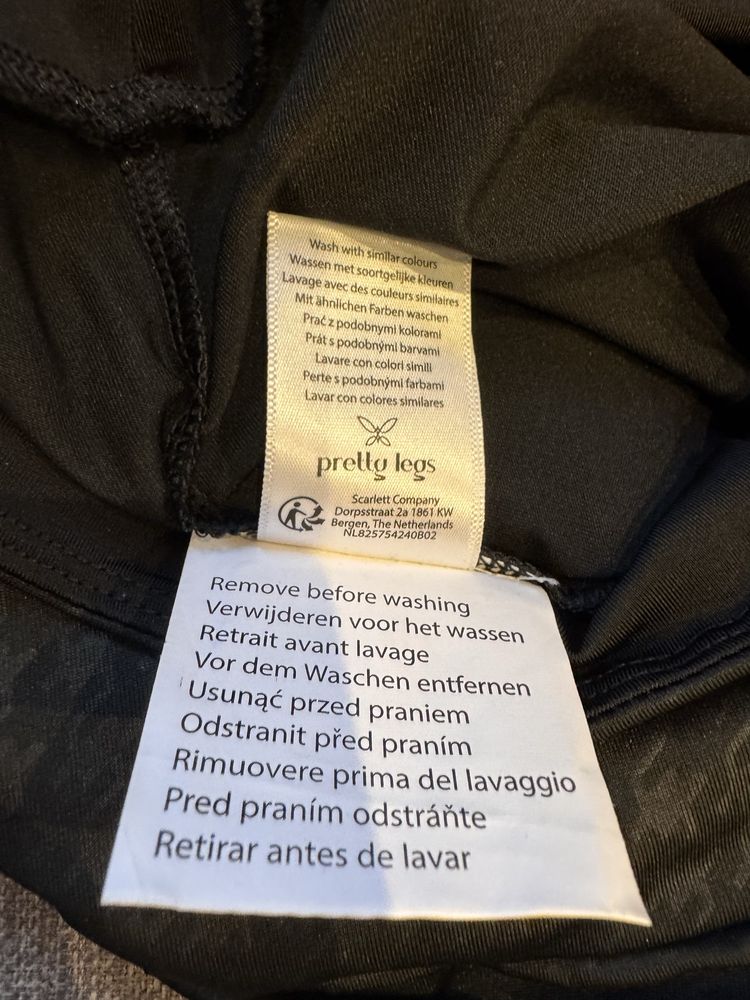 Wash with similar colours
Wassen met soortgelijke kleuren
Lavage avec des couleurs similaires
Mit ähnlichen Farben waschen
Prać z podobnymi kolorami
Prát s podobnými barvami
Lavare con colori simili
Perte s podobnými farbami
Lavar con colores similares
pretty legs
Scarlett Company
Dorpsstraat 2a 1861 KW
Bergen, The Netherlands
NL825754240B02
Remove before washing
Verwijderen voor het wassen
Retrait avant lavage
Vor dem Waschen entfernen
Usunąć przed praniem
Odstranit před praním
Rimuovere prima del lavaggio
Pred praním odstráňte
Retirar antes de lavar